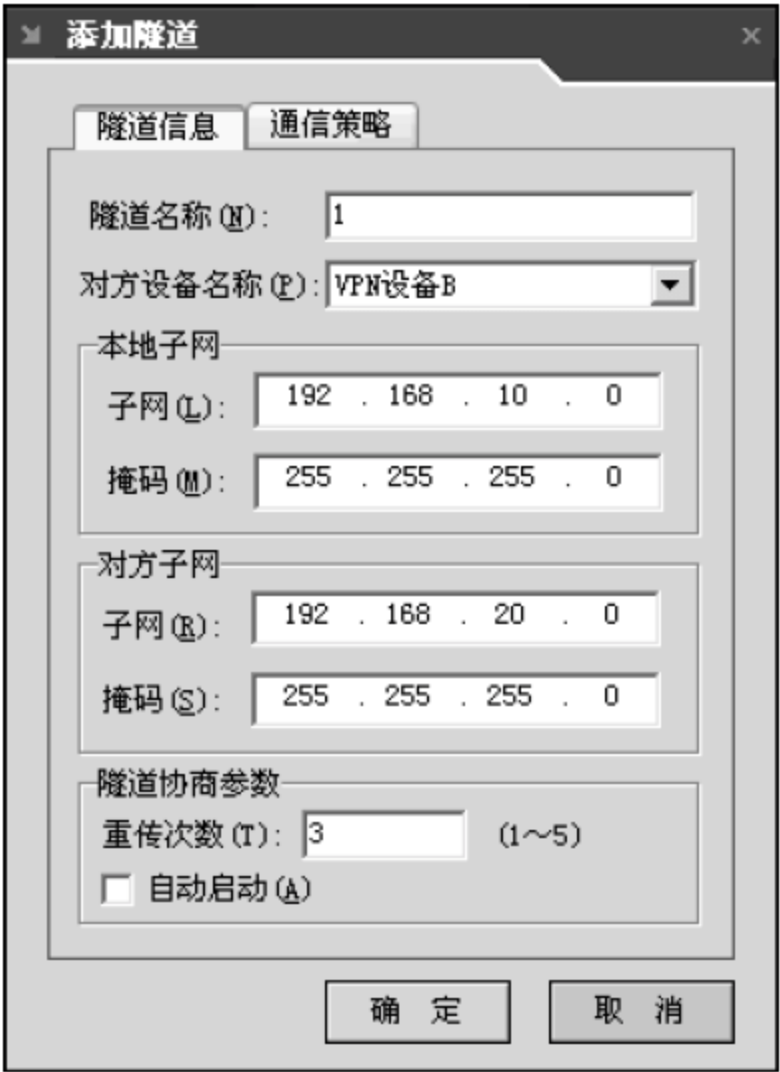 添加隧道
隧道信息 通信策略
隧道名称(N): 1
对方设备名称(P): VPN设备B
本地子网
子网(L): 192 . 168 . 10 . 0
掩码(M): 255 . 255 . 255 . 0
对方子网
子网(R): 192 . 168 . 20 . 0
掩码(S): 255 . 255 . 255 . 0
隧道协商参数
重传次数(T): 3 (1～5)
自动启动(A)
确 定 取 消